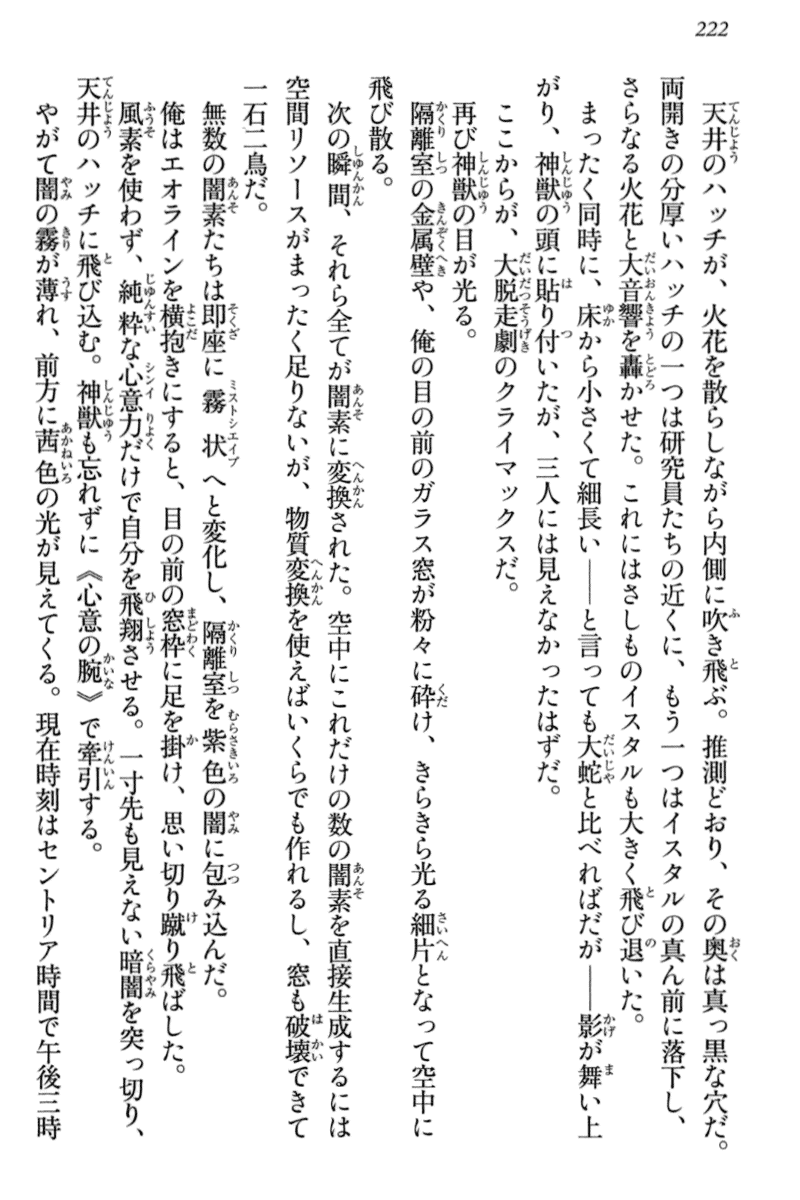 222
天井のハッチが、火花を散らしながら内側に吹き飛ぶ。推測どおり、その奥は真っ黒な穴だ。
両開きの分厚いハッチの一つは研究員たちの近くに、もう一つはイスタルの真ん前に落下し、
さらなる火花と大音響を轟かせた。これにはさしものイスタルも大きく飛び退いた。
まったく同時に、床から小さくて細長い――と言っても大蛇と比べればだが――影が舞い上
がり、神獣の頭に貼り付いたが、三人には見えなかったはずだ。
ここからが、大脱走劇のクライマックスだ。
再び神獣の目が光る。
隔離室の金属壁や、俺の目の前のガラス窓が粉々に砕け、きらきら光る細片となって空中に
飛び散る。
次の瞬間、それら全てが闇素に変換された。空中にこれだけの数の闇素を直接生成するには
空間リソースがまったく足りないが、物質変換を使えばいくらでも作れるし、窓も破壊できて
一石二鳥だ。
無数の闇素たちは即座に霧状へと変化し、隔離室を紫色の闇に包み込んだ。
俺はエオラインを横抱きにすると、目の前の窓枠に足を掛け、思い切り蹴り飛ばした。
風素を使わず、純粋な心意力だけで自分を飛翔させる。一寸先も見えない暗闇を突っ切り、
天井のハッチに飛び込む。神獣も忘れずに《心意の腕》で牽引する。
やがて闇の霧が薄れ、前方に茜色の光が見えてくる。現在時刻はセントリア時間で午後三時